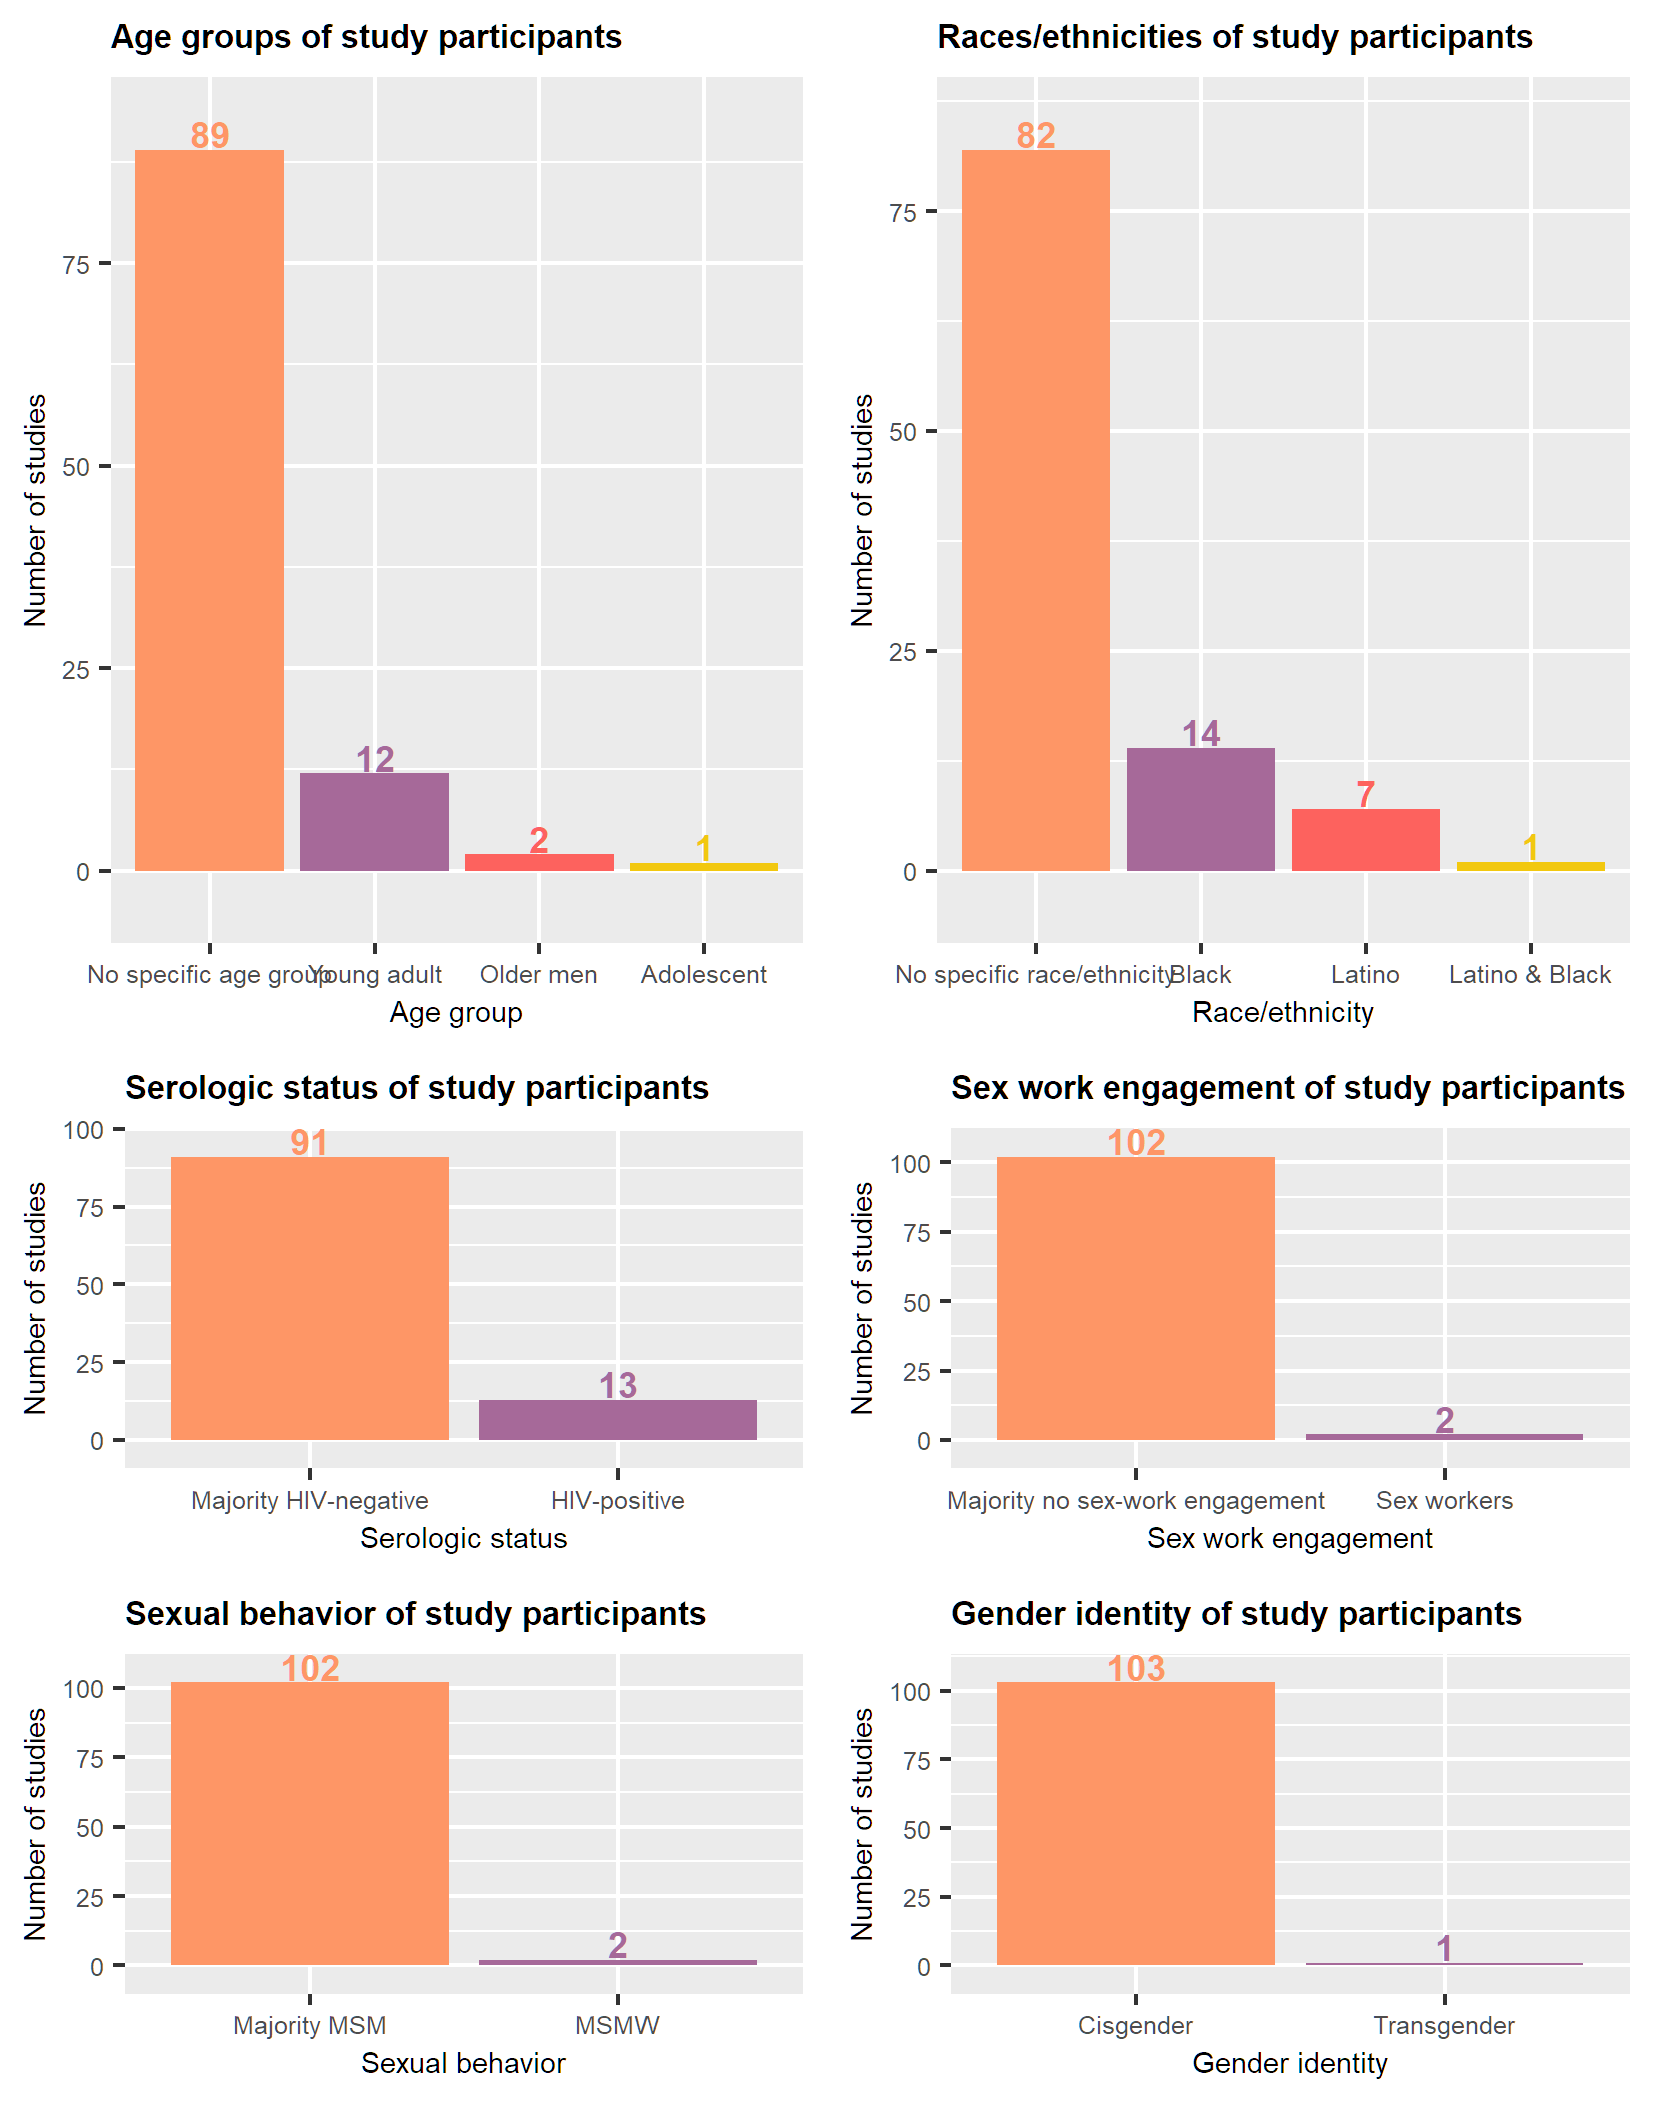 Age groups of study participants
Number of studies
75
50
25
0
89
12
2
1
No specific age group
Young adult
Older men
Adolescent
Age group
Races/ethnicities of study participants
Number of studies
75
50
25
0
82
14
7
1
No specific race/ethnicity
Black
Latino
Latino & Black
Race/ethnicity
Serologic status of study participants
Number of studies
100
75
50
25
0
91
13
Majority HIV-negative
HIV-positive
Serologic status
Sex work engagement of study participants
Number of studies
100
75
50
25
0
102
2
Majority no sex-work engagement
Sex workers
Sex work engagement
Sexual behavior of study participants
Number of studies
100
75
50
25
0
102
2
Majority MSM
MSMW
Sexual behavior
Gender identity of study participants
Number of studies
100
75
50
25
0
103
1
Cisgender
Transgender
Gender identity